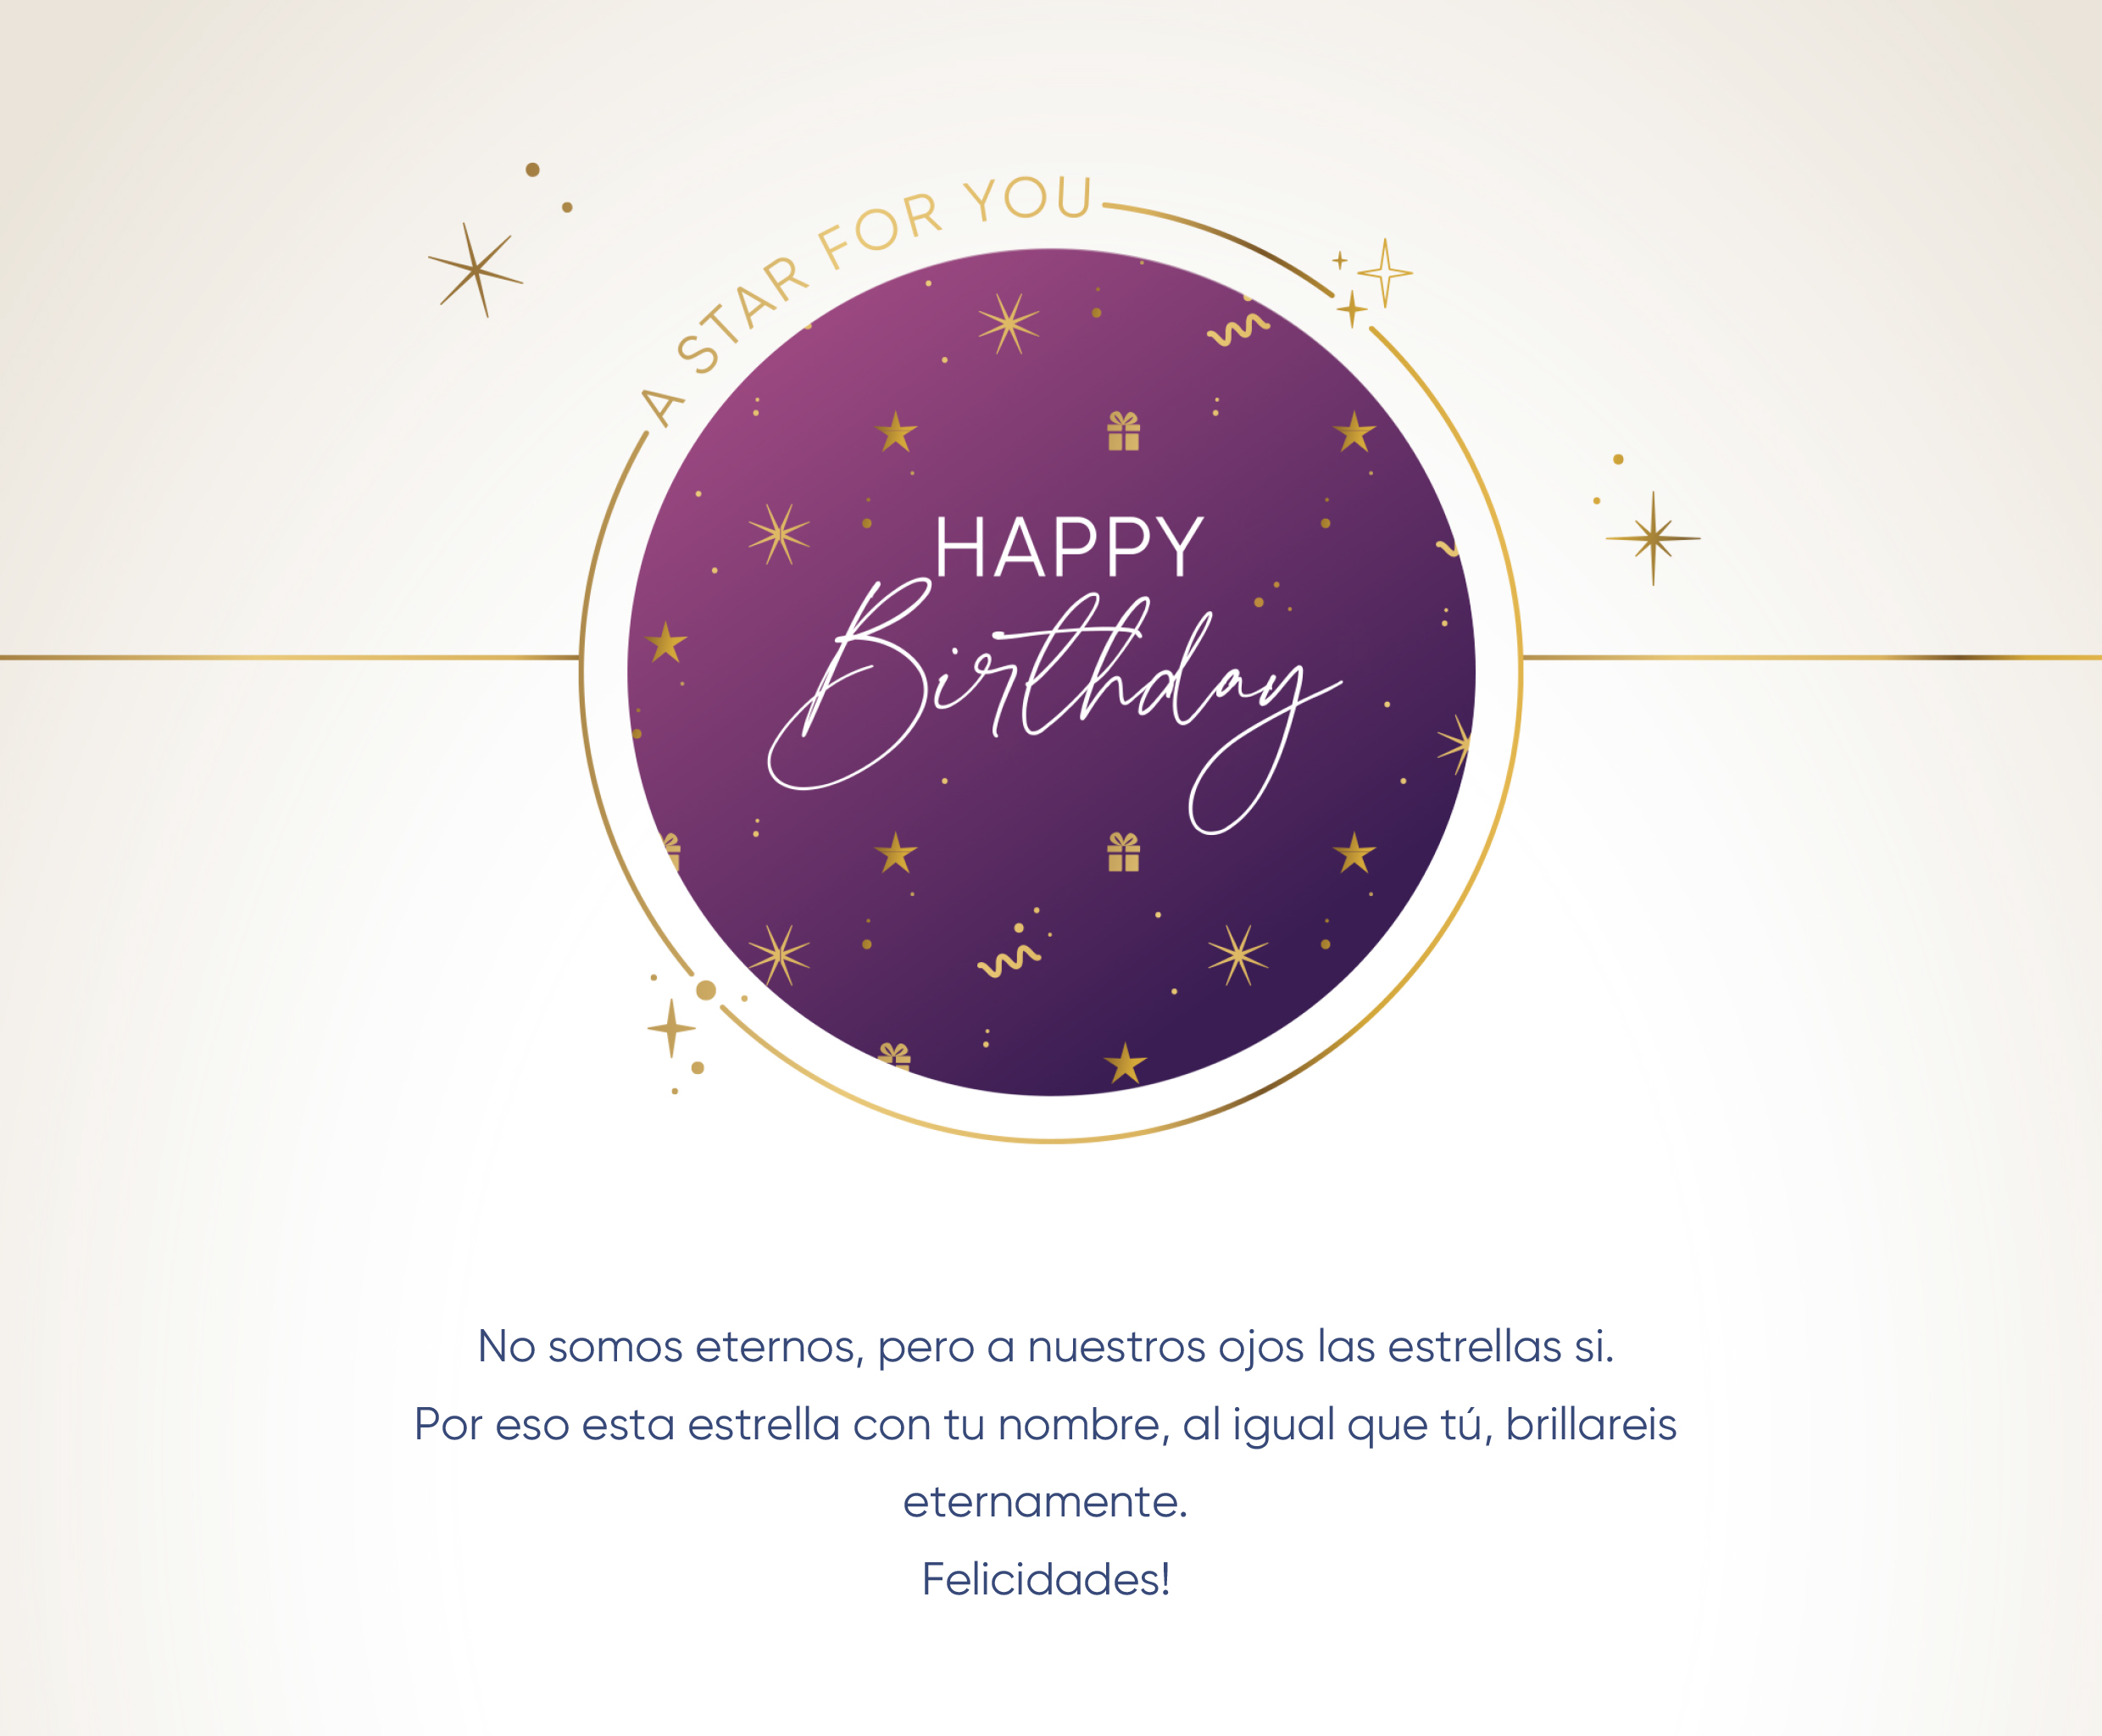 A STAR FOR YOU
HAPPY
Birthday
No somos eternos, pero a nuestros ojos las estrellas si.
Por eso esta estrella con tu nombre, al igual que tú, brillareis
eternamente.
Felicidades!